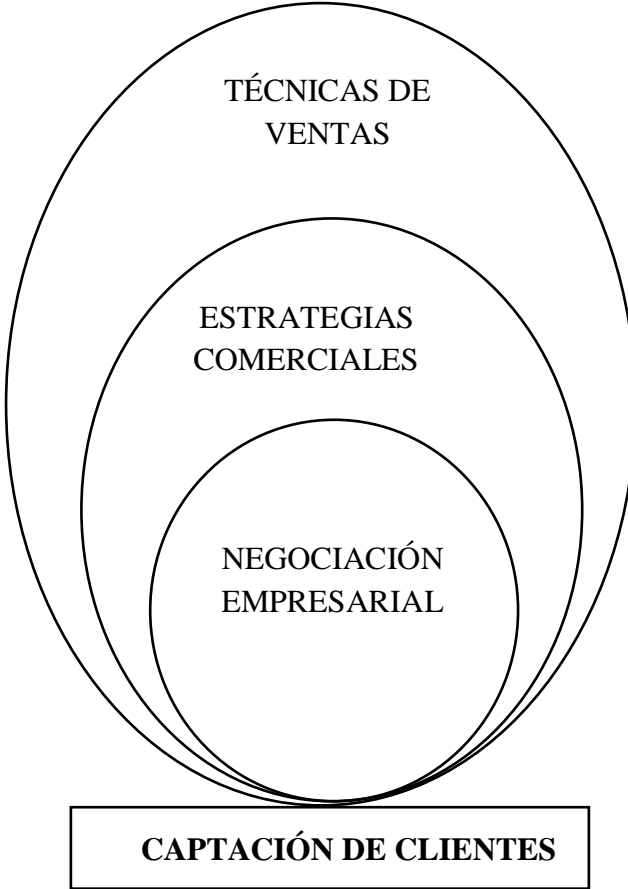 TÉCNICAS DE
VENTAS
ESTRATEGIAS
COMERCIALES
NEGOCIACIÓN
EMPRESARIAL
CAPTACIÓN DE CLIENTES